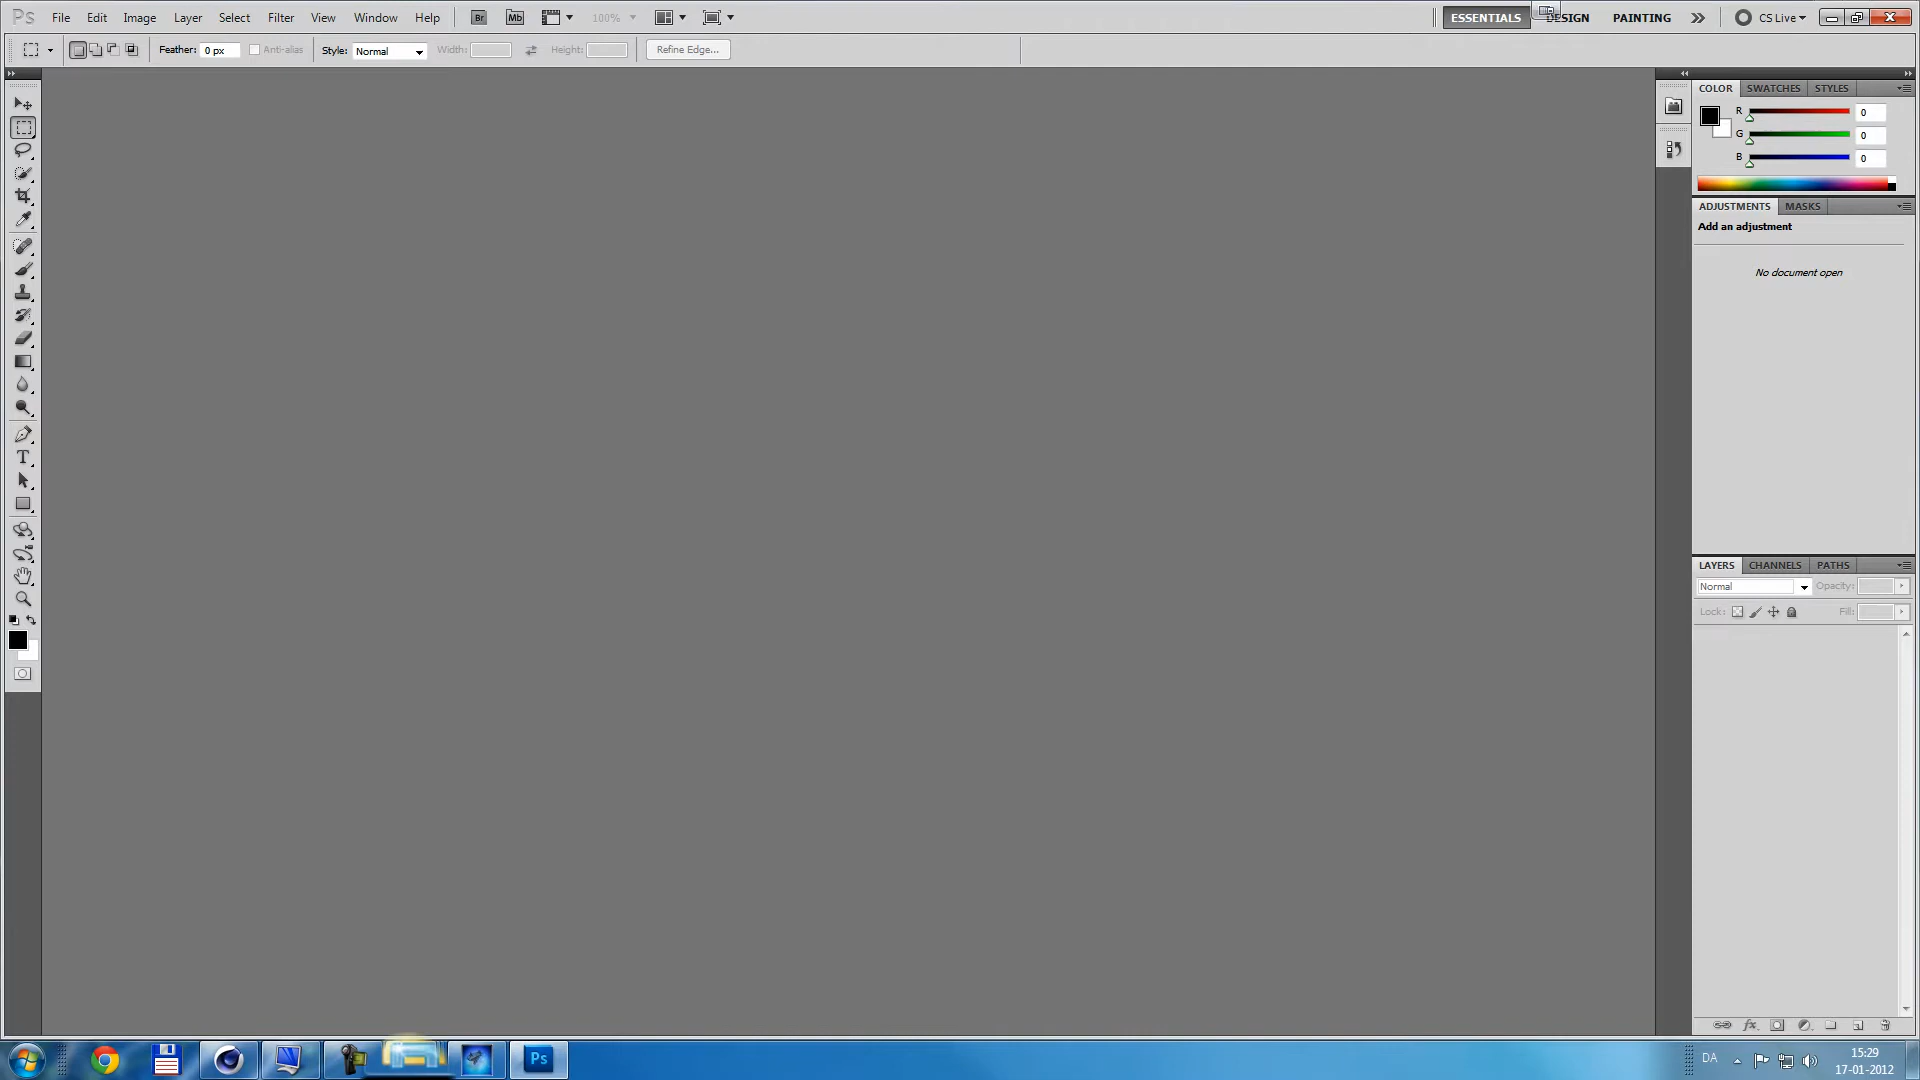 Ps File Edit Image Layer Select Filter View Window Help Br Mb 100% ESSENTIALS DESIGN PAINTING CS Live
Feather: 0 px Anti-alias Style: Normal Width: Height: Refine Edge...
COLOR SWATCHES STYLES
R 0
G 0
B 0
ADJUSTMENTS MASKS
Add an adjustment
No document open
T
LAYERS CHANNELS PATHS
Normal Opacity:
Lock: Fill:
fx
Ps DA 15:29
17-01-2012